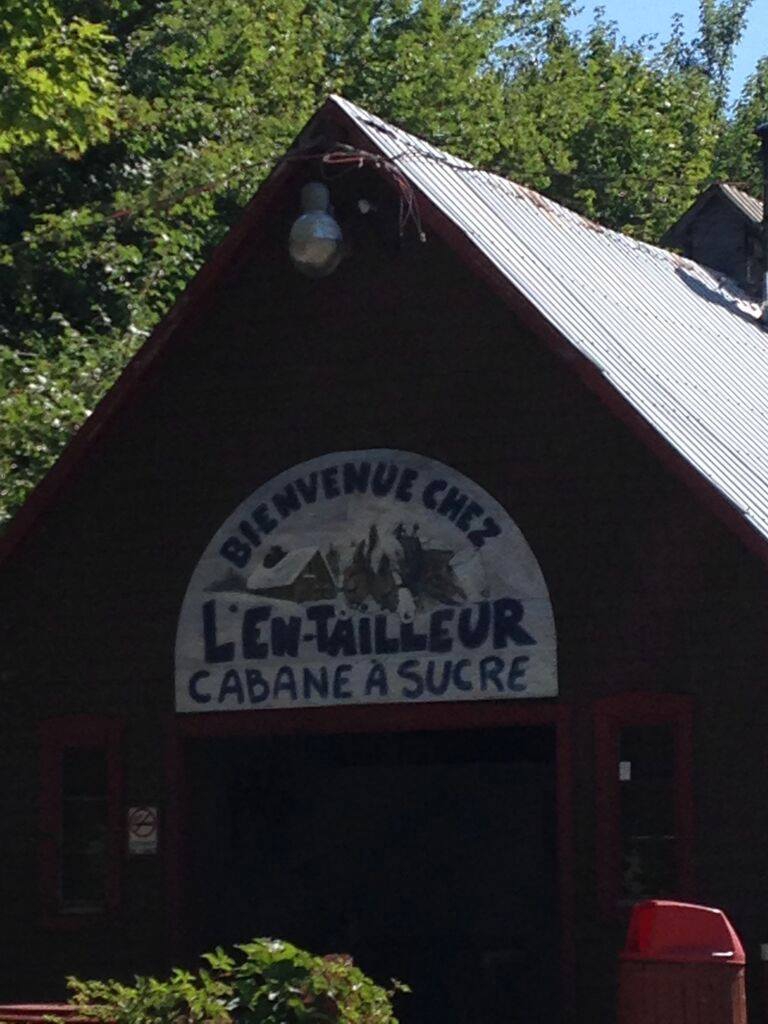 BIENVENUE CHEZ
L'EN-TAILLEUR
CABANE À SUCRE